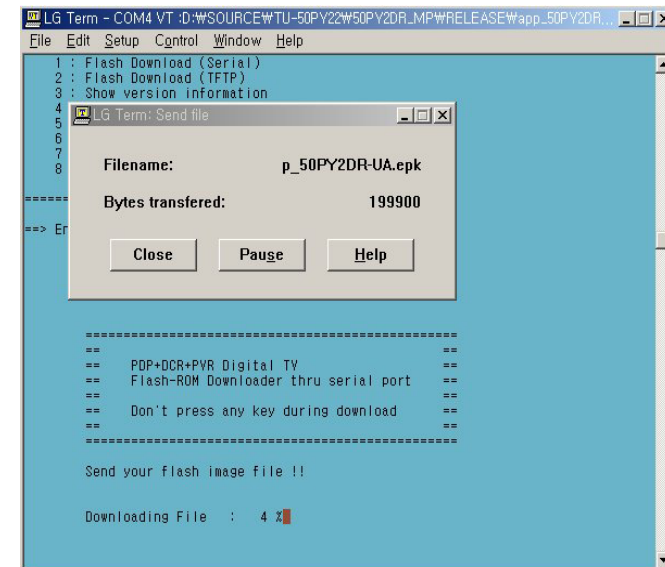 LG Term - COM4 VT :D:₩SOURCE₩TU-50PY22₩50PY2DR_MP₩RELEASE₩app_50PY2DR...
File Edit Setup Control Window Help
1 : Flash Download (Serial)
2 : Flash Download (TFTP)
3 : Show version information
4
5
6
7
8
LG Term: Send file
Filename: p_50PY2DR-UA.epk
Bytes transfered: 199900
Close Pause Help
======
==> Er
==================================================
== ==
== PDP+DCR+PVR Digital TV ==
== Flash-ROM Downloader thru serial port ==
== ==
== Don't press any key during download ==
== ==
==================================================
Send your flash image file !!
Downloading File : 4 %